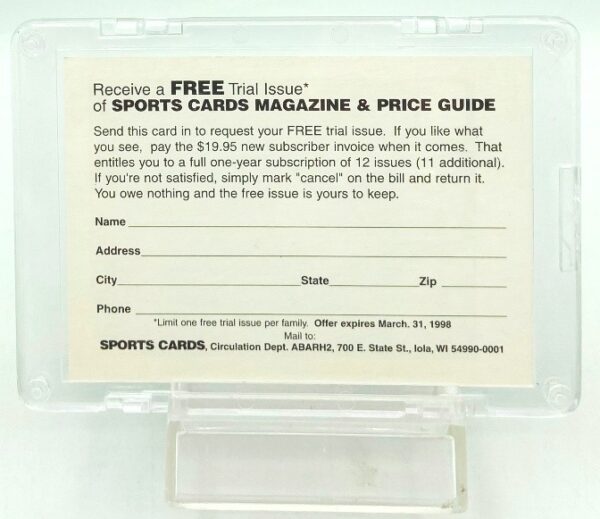 Receive a FREE Trial Issue*
of SPORTS CARDS MAGAZINE & PRICE GUIDE
Send this card in to request your FREE trial issue. If you like what
you see, pay the $19.95 new subscriber invoice when it comes. That
entitles you to a full one-year subscription of 12 issues (11 additional).
If you're not satisfied, simply mark "cancel" on the bill and return it.
You owe nothing and the free issue is yours to keep.
Name
Address
City State Zip
Phone
*Limit one free trial issue per family. Offer expires March. 31, 1998
Mail to:
SPORTS CARDS, Circulation Dept. ABARH2, 700 E. State St., Iola, WI 54990-0001